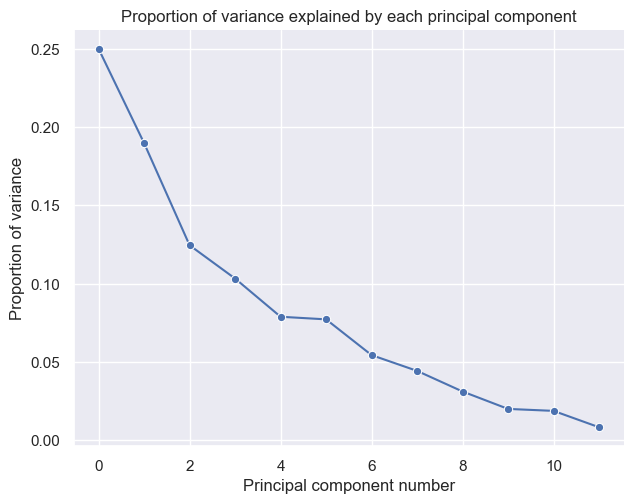 Proportion of variance explained by each principal component
0.25
0.20
0.15
0.10
0.05
0.00
Proportion of variance
0 2 4 6 8 10
Principal component number